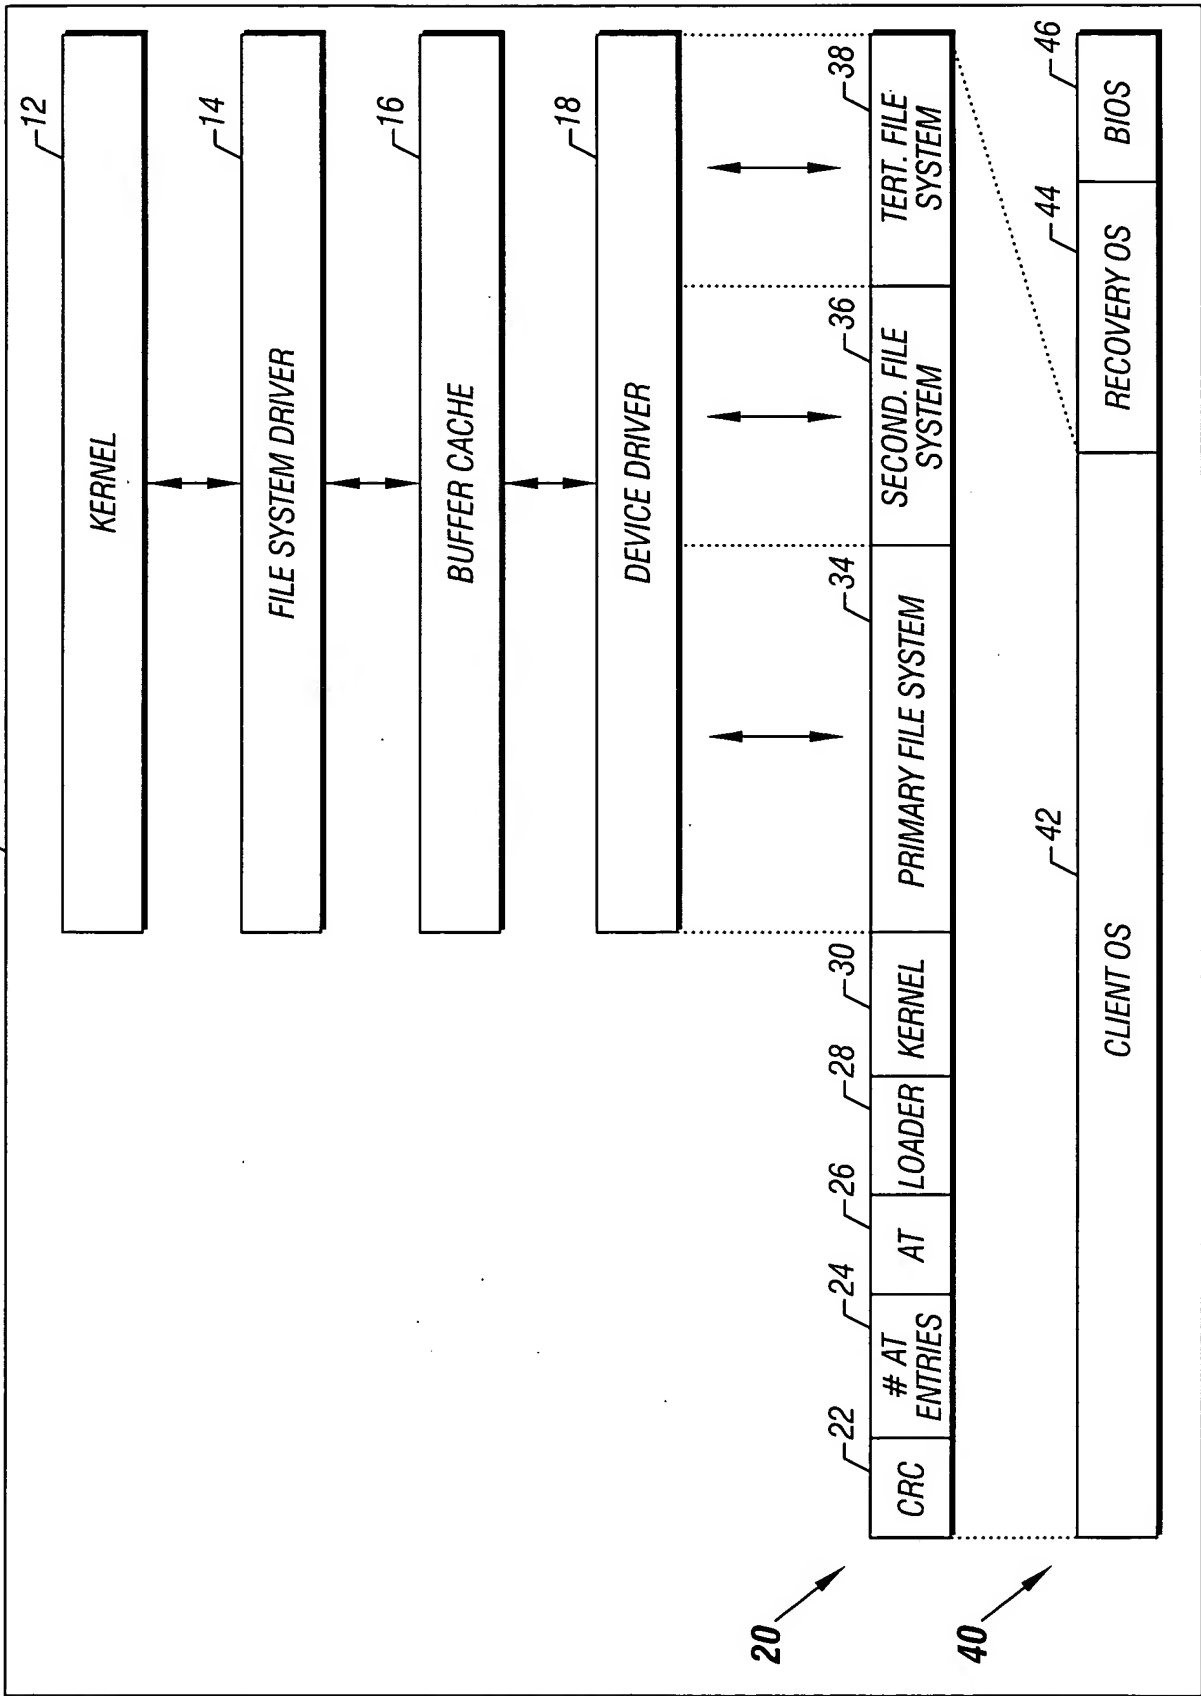 12
KERNEL
14
FILE SYSTEM DRIVER
16
BUFFER CACHE
18
DEVICE DRIVER
20
22
CRC
24
# AT
ENTRIES
26
AT
28
LOADER
30
KERNEL
34
PRIMARY FILE SYSTEM
36
SECOND. FILE
SYSTEM
38
TERT. FILE
SYSTEM
40
42
CLIENT OS
44
RECOVERY OS
46
BIOS